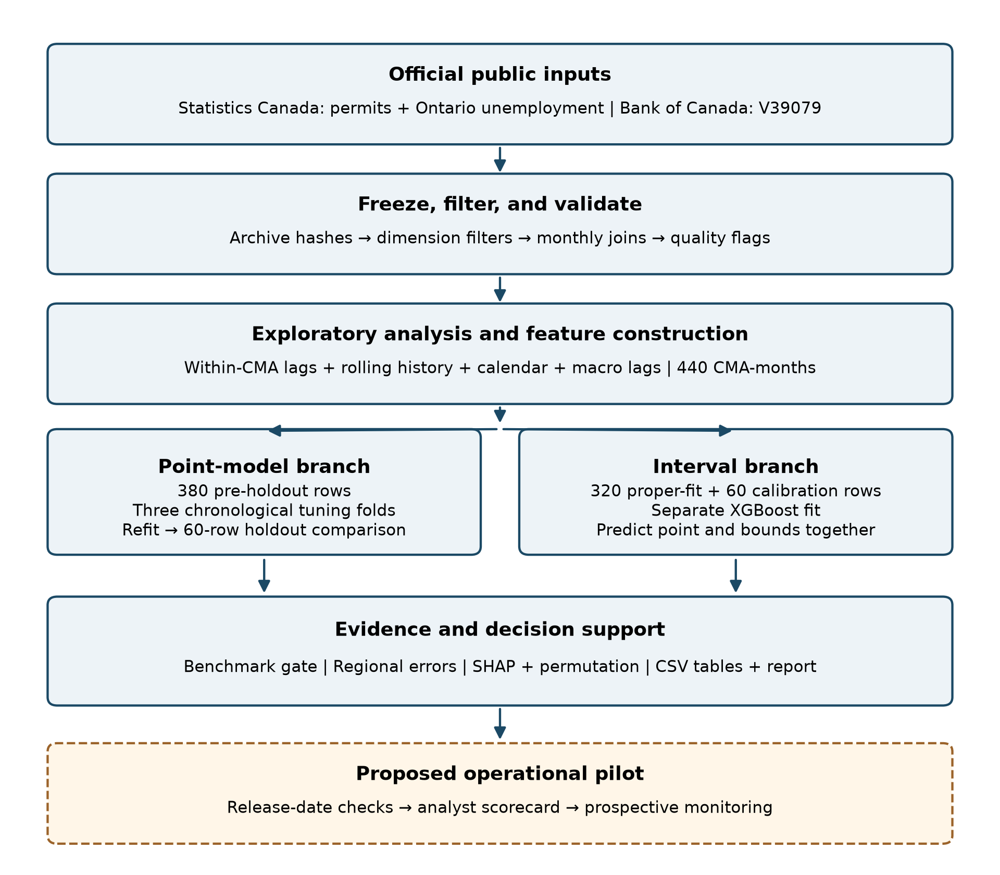 Official public inputs
Statistics Canada: permits + Ontario unemployment | Bank of Canada: V39079
Freeze, filter, and validate
Archive hashes → dimension filters → monthly joins → quality flags
Exploratory analysis and feature construction
Within-CMA lags + rolling history + calendar + macro lags | 440 CMA-months
Point-model branch
380 pre-holdout rows
Three chronological tuning folds
Refit → 60-row holdout comparison
Interval branch
320 proper-fit + 60 calibration rows
Separate XGBoost fit
Predict point and bounds together
Evidence and decision support
Benchmark gate | Regional errors | SHAP + permutation | CSV tables + report
Proposed operational pilot
Release-date checks → analyst scorecard → prospective monitoring